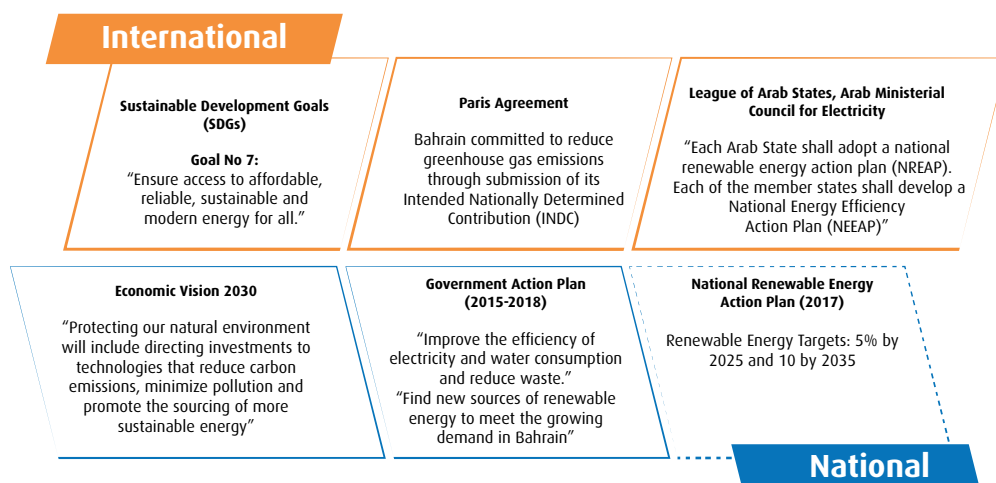 International
Sustainable Development Goals
(SDGs)
Goal No 7:
“Ensure access to affordable,
reliable, sustainable and
modern energy for all.”
Paris Agreement
Bahrain committed to reduce
greenhouse gas emissions
through submission of its
Intended Nationally Determined
Contribution (INDC)
League of Arab States, Arab Ministerial
Council for Electricity
“Each Arab State shall adopt a national
renewable energy action plan (NREAP).
Each of the member states shall develop a
National Energy Efficiency
Action Plan (NEEAP)”
Economic Vision 2030
“Protecting our natural environment
will include directing investments to
technologies that reduce carbon
emissions, minimize pollution and
promote the sourcing of more
sustainable energy”
Government Action Plan
(2015-2018)
“Improve the efficiency of
electricity and water consumption
and reduce waste.”
“Find new sources of renewable
energy to meet the growing
demand in Bahrain”
National Renewable Energy
Action Plan (2017)
Renewable Energy Targets: 5% by
2025 and 10 by 2035
National